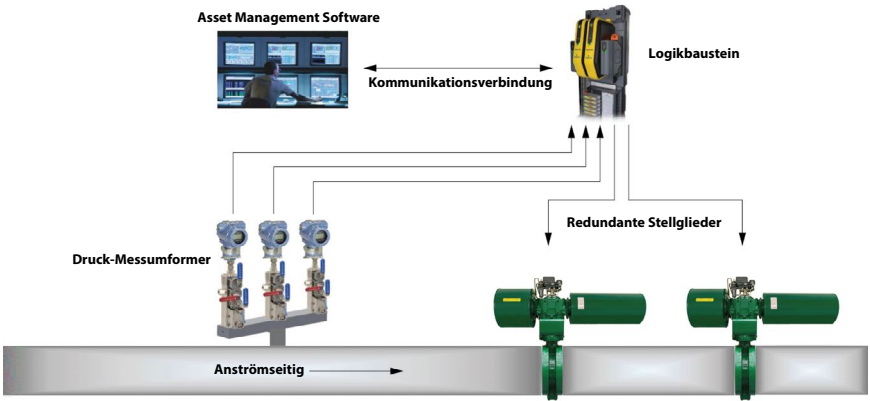 Asset Management Software
Logikbaustein
Kommunikationsverbindung
Redundante Stellglieder
Druck-Messumformer
Anströmseitig